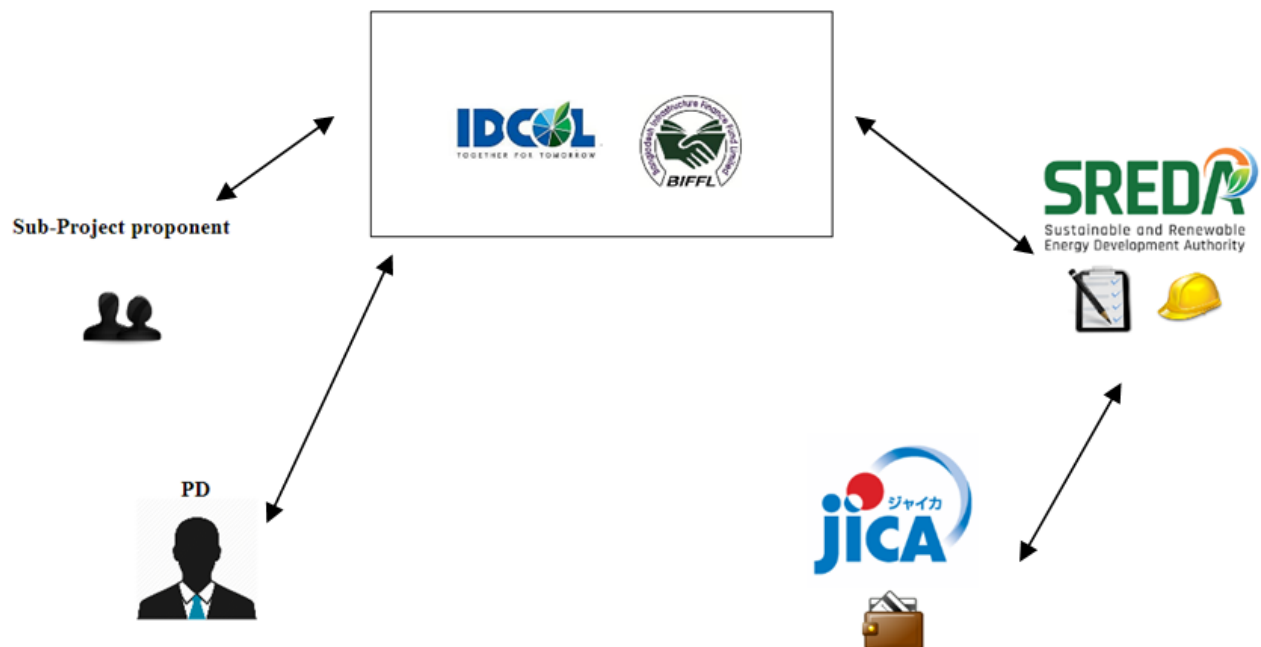 IDCOL
TOGETHER FOR TOMORROW
Bangladesh Infrastructure Finance Fund Limited
BIFFL
SREDA
Sustainable and Renewable
Energy Development Authority
Sub-Project proponent
PD
ジャイカ
jICA